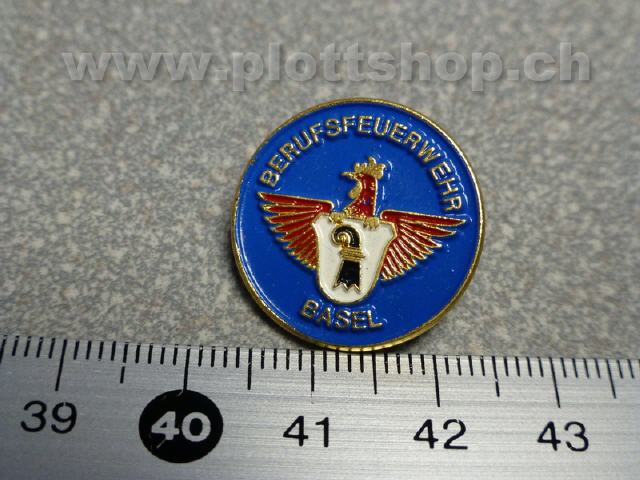 www.plottshop.ch
BERUFSFEUERWEHR
BASEL
39 40 41 42 43